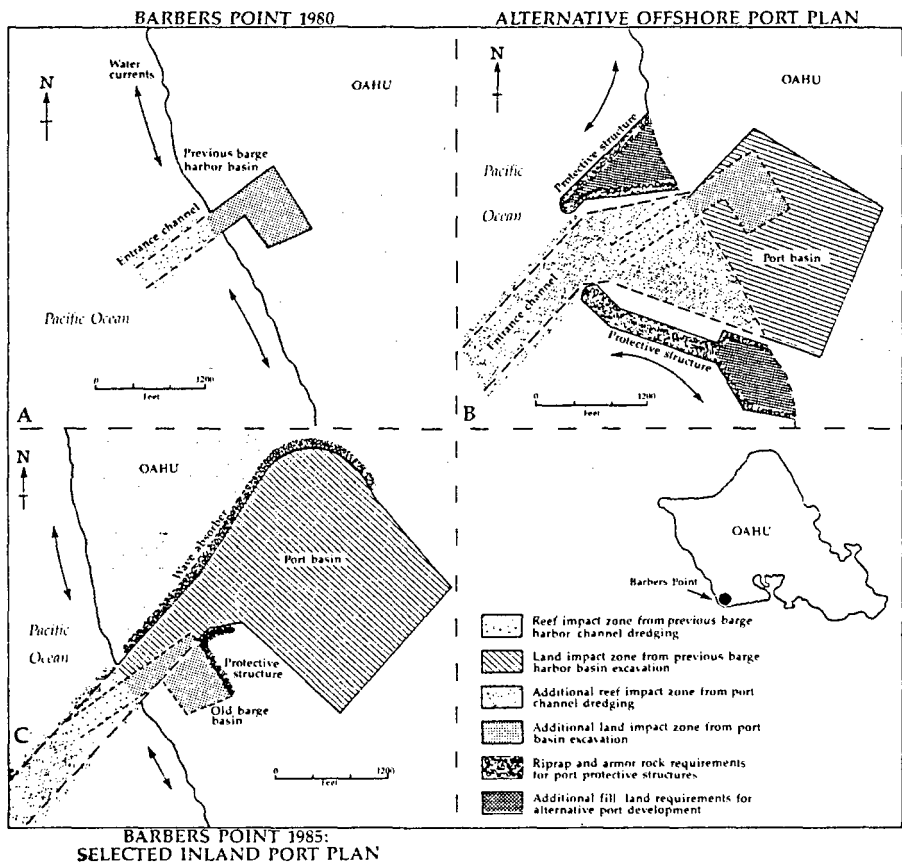 BARBERS POINT 1980
ALTERNATIVE OFFSHORE PORT PLAN
N
Water
currents
OAHU
Previous barge
harbor basin
Entrance channel
Pacific Ocean
0 1200
Feet
A
N
OAHU
Pacific
Ocean
Protective structure
Port basin
Entrance channel
Protective structure
0 1200
Feet
B
N
OAHU
Wave absorber
Port basin
Pacific
Ocean
Protective
structure
Old barge
basin
C
0 1200
Feet
OAHU
Barbers Point
Reef impact zone from previous barge
harbor channel dredging
Land impact zone from previous barge
harbor basin excavation
Additional reef impact zone from port
channel dredging
Additional land impact zone from port
basin excavation
Riprap and armor rock requirements
for port protective structures
Additional fill land requirements for
alternative port development
BARBERS POINT 1985:
SELECTED INLAND PORT PLAN